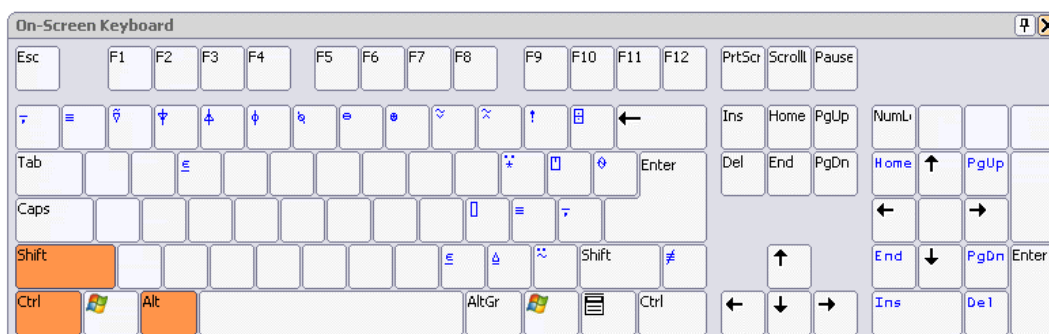 On-Screen Keyboard
Esc F1 F2 F3 F4 F5 F6 F7 F8 F9 F10 F11 F12 PrtScr ScrollL Pause
⍪ ≡ ⍢ ⍒ ⍋ ⌽ ⍉ ⊖ ⍟ ⍱ ⍲ ! ⌹ ← Ins Home PgUp NumL
Tab ⍷ ⍨ ⍞ ⍬ Enter Del End PgDn Home ↑ PgUp
Caps ⌷ ≡ ⍪ ← →
Shift ⍷ ⍙ ⍨ Shift ≢ ↑ End ↓ PgDn Enter
Ctrl Alt AltGr Ctrl ← ↓ → Ins Del